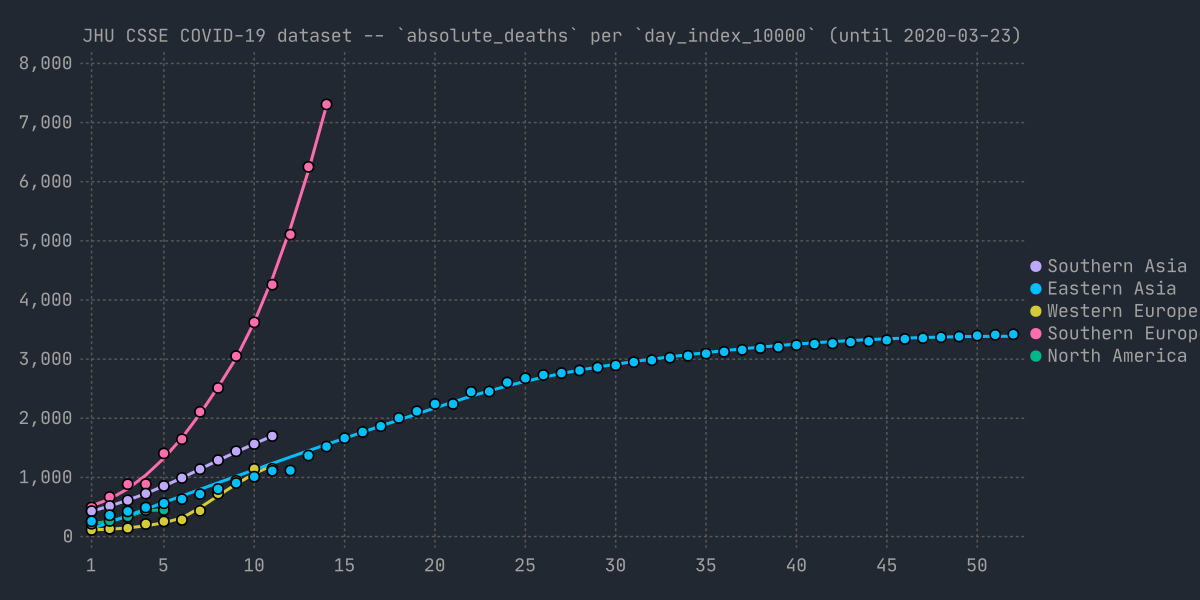 JHU CSSE COVID-19 dataset -- `absolute_deaths` per `day_index_10000` (until 2020-03-23)
8,000
7,000
6,000
5,000
4,000
3,000
2,000
1,000
0
1 5 10 15 20 25 30 35 40 45 50
Southern Asia
Eastern Asia
Western Europe
Southern Europ
North America